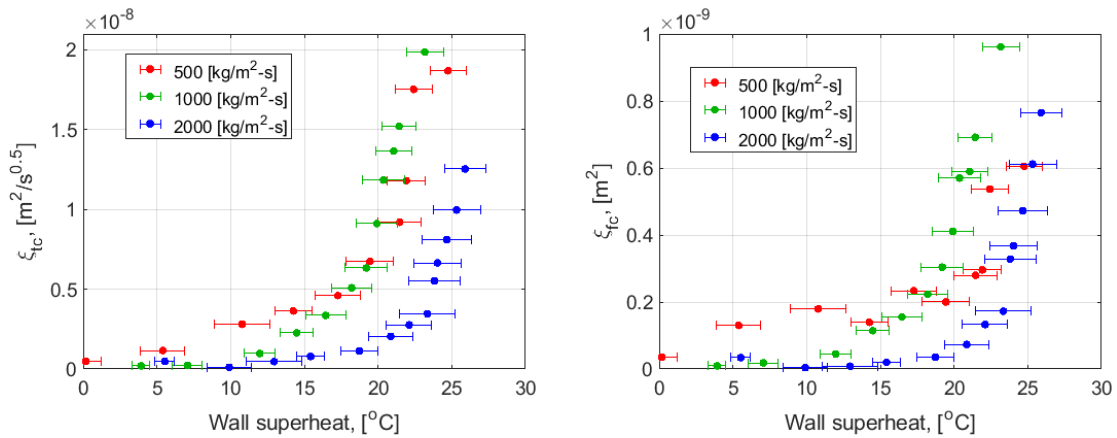 ×10⁻⁸
2
1.5
1
0.5
0
ξtc, [m²/s⁰·⁵]
500 [kg/m²-s]
1000 [kg/m²-s]
2000 [kg/m²-s]
0 5 10 15 20 25 30
Wall superheat, [°C]
×10⁻⁹
1
0.8
0.6
0.4
0.2
0
ξfc, [m²]
500 [kg/m²-s]
1000 [kg/m²-s]
2000 [kg/m²-s]
0 5 10 15 20 25 30
Wall superheat, [°C]